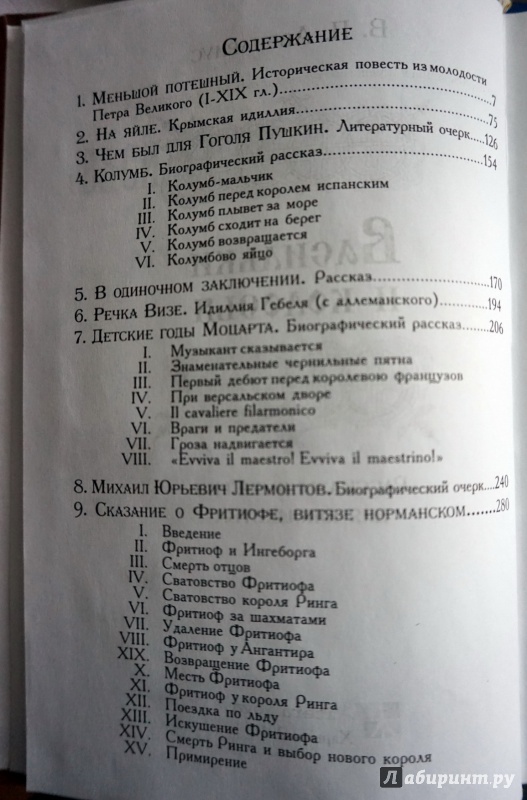 Содержание
1. Меньшой потешный. Историческая повесть из молодости
Петра Великого (I-XIX гл.)..........7
2. На яйле. Крымская идиллия..........75
3. Чем был для Гоголя Пушкин. Литературный очерк..126
4. Колумб. Биографический рассказ..........154
I. Колумб-мальчик
II. Колумб перед королем испанским
III. Колумб плывет за море
IV. Колумб сходит на берег
V. Колумб возвращается
VI. Колумбово яйцо
5. В одиночном заключении. Рассказ..........170
6. Речка Визе. Идиллия Гебеля (с аллеманского)..........194
7. Детские годы Моцарта. Биографический рассказ.......206
I. Музыкант сказывается
II. Знаменательные чернильные пятна
III. Первый дебют перед королевою французов
IV. При версальском дворе
V. Il cavaliere filarmonico
VI. Враги и предатели
VII. Гроза надвигается
VIII. «Evviva il maestro! Evviva il maestrino!»
8. Михаил Юрьевич Лермонтов. Биографический очерк....240
9. Сказание о Фритиофе, витязе норманском.......280
I. Введение
II. Фритиоф и Ингеборга
III. Смерть отцов
IV. Сватовство Фритиофа
V. Сватовство короля Ринга
VI. Фритиоф за шахматами
VII. Удаление Фритиофа
VIII. Фритиоф у Ангантира
XIX. Возвращение Фритиофа
X. Месть Фритиофа
XI. Фритиоф у короля Ринга
XII. Поездка по льду
XIII. Искушение Фритиофа
XIV. Смерть Ринга и выбор нового короля
XV. Примирение
Лабиринт.ру